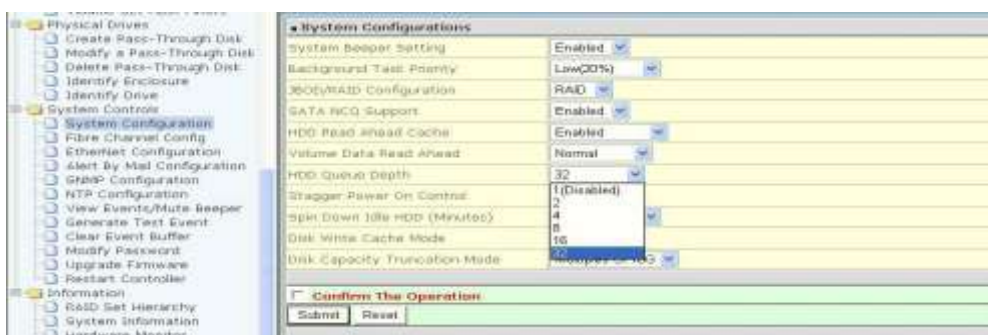 Physical Drives
Create Pass-Through Disk
Modify a Pass-Through Disk
Delete Pass-Through Disk
Identify Enclosure
Identify Drive
System Controls
System Configuration
Fibre Channel Config
EtherNet Configuration
Alert By Mail Configuration
SNMP Configuration
NTP Configuration
View Events/Mute Beeper
Generate Test Event
Clear Event Buffer
Modify Password
Upgrade Firmware
Restart Controller
Information
RAID Set Hierarchy
System Information
Hardware Monitor
System Configurations
System Beeper Setting Enabled
Background Task Priority Low(20%)
JBOD/RAID Configuration RAID
SATA NCQ Support Enabled
HDD Read Ahead Cache Enabled
Volume Data Read Ahead Normal
HDD Queue Depth 32
1(Disabled)
2
4
8
16
32
Stagger Power On Control
Spin Down Idle HDD (Minutes)
Disk Write Cache Mode
Disk Capacity Truncation Mode
Confirm The Operation
Submit Reset